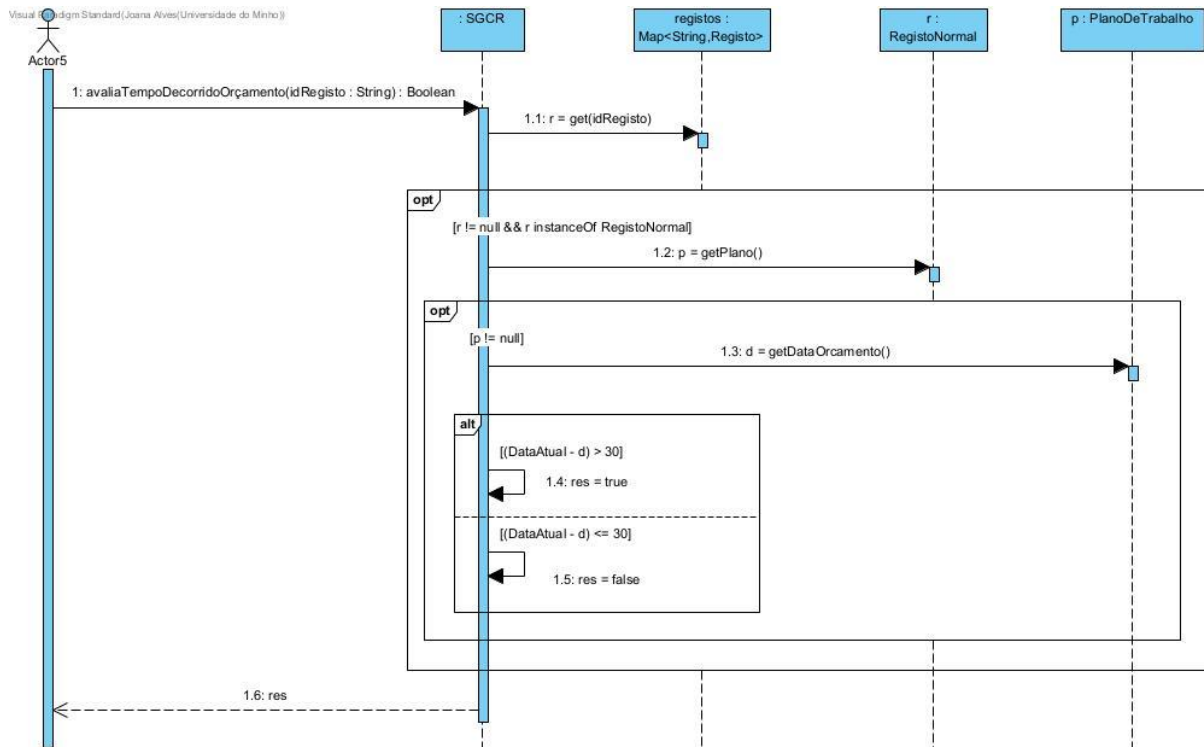 Visual Paradigm Standard(Joana Alves(Universidade do Minho))
Actor5
: SGCR
registos :
Map<String,Registo>
r :
RegistoNormal
p : PlanoDeTrabalho
1: avaliaTempoDecorridoOrçamento(idRegisto : String) : Boolean
1.1: r = get(idRegisto)
opt
[r != null && r instanceOf RegistoNormal]
1.2: p = getPlano()
opt
[p != null]
1.3: d = getDataOrcamento()
alt
[(DataAtual - d) > 30]
1.4: res = true
[(DataAtual - d) <= 30]
1.5: res = false
1.6: res